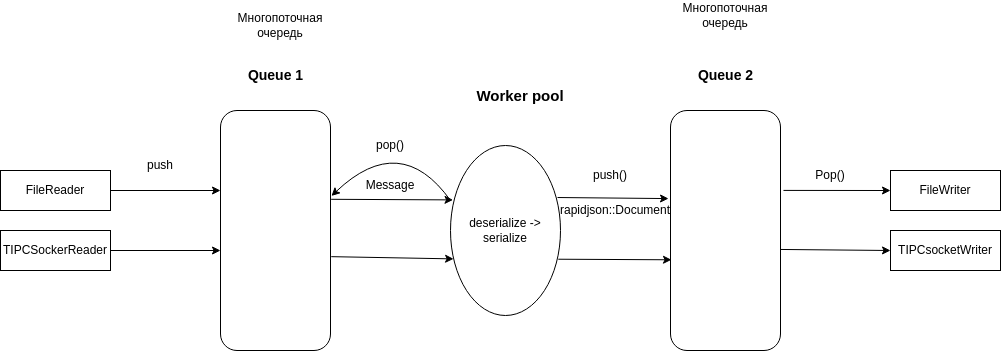 Многопоточная
очередь
Многопоточная
очередь
Queue 1
Queue 2
Worker pool
push
pop()
Message
push()
rapidjson::Document
Pop()
FileReader
TIPCSockerReader
deserialize ->
serialize
FileWriter
TIPCsocketWriter